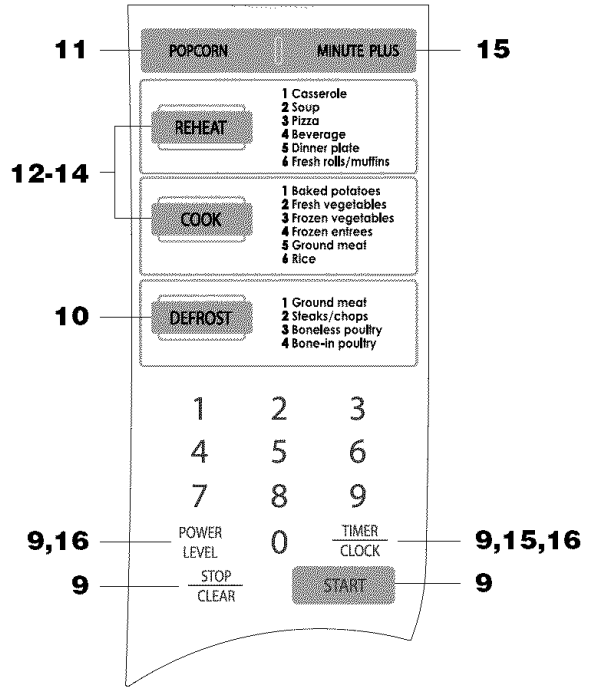 11 POPCORN MINUTE PLUS 15
12-14
REHEAT
1 Casserole
2 Soup
3 Pizza
4 Beverage
5 Dinner plate
6 Fresh rolls/muffins
COOK
1 Baked potatoes
2 Fresh vegetables
3 Frozen vegetables
4 Frozen entrees
5 Ground meat
6 Rice
10 DEFROST
1 Ground meat
2 Steaks/chops
3 Boneless poultry
4 Bone-in poultry
1 2 3
4 5 6
7 8 9
9,16 POWER LEVEL 0 TIMER CLOCK 9,15,16
9 STOP CLEAR START 9